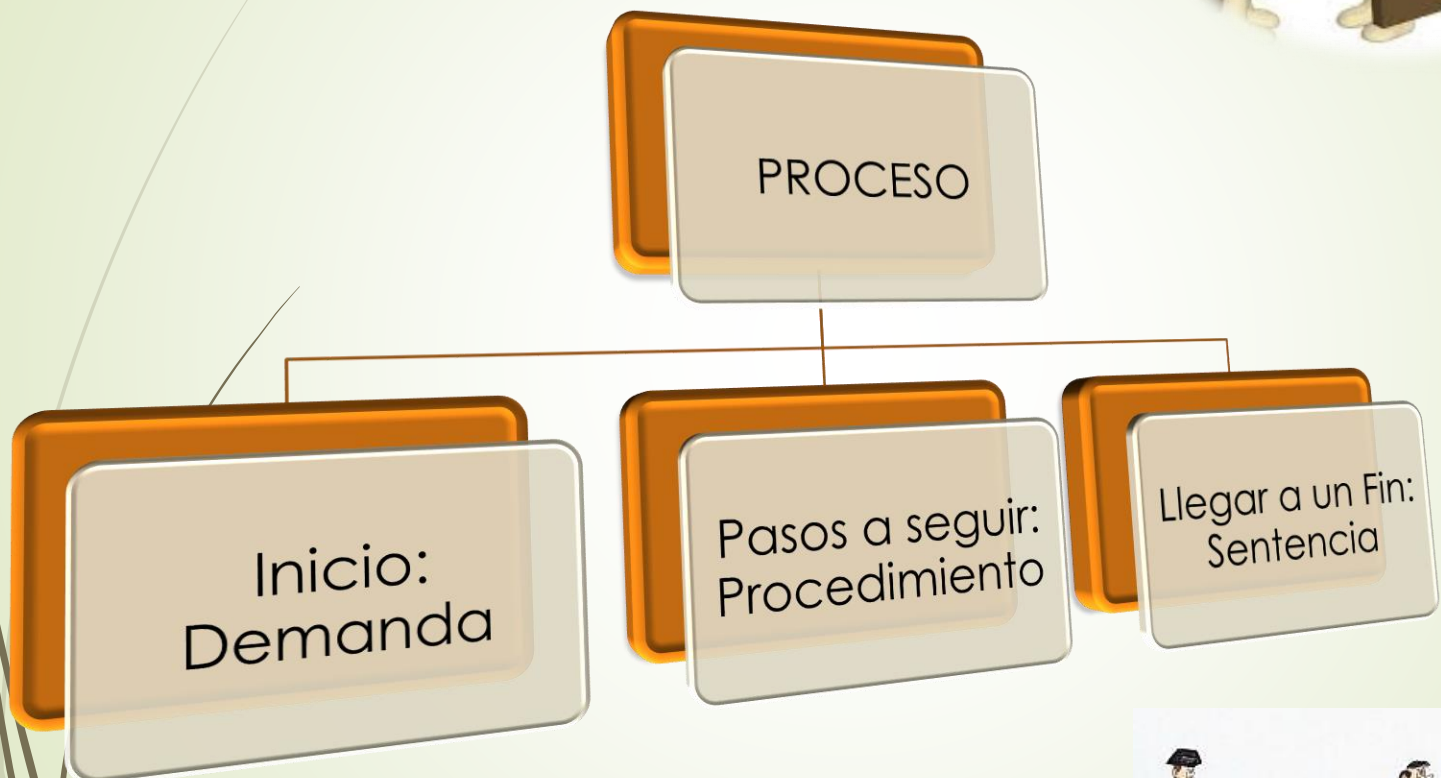 PROCESO
Inicio:
Demanda
Pasos a seguir:
Procedimiento
Llegar a un Fin:
Sentencia